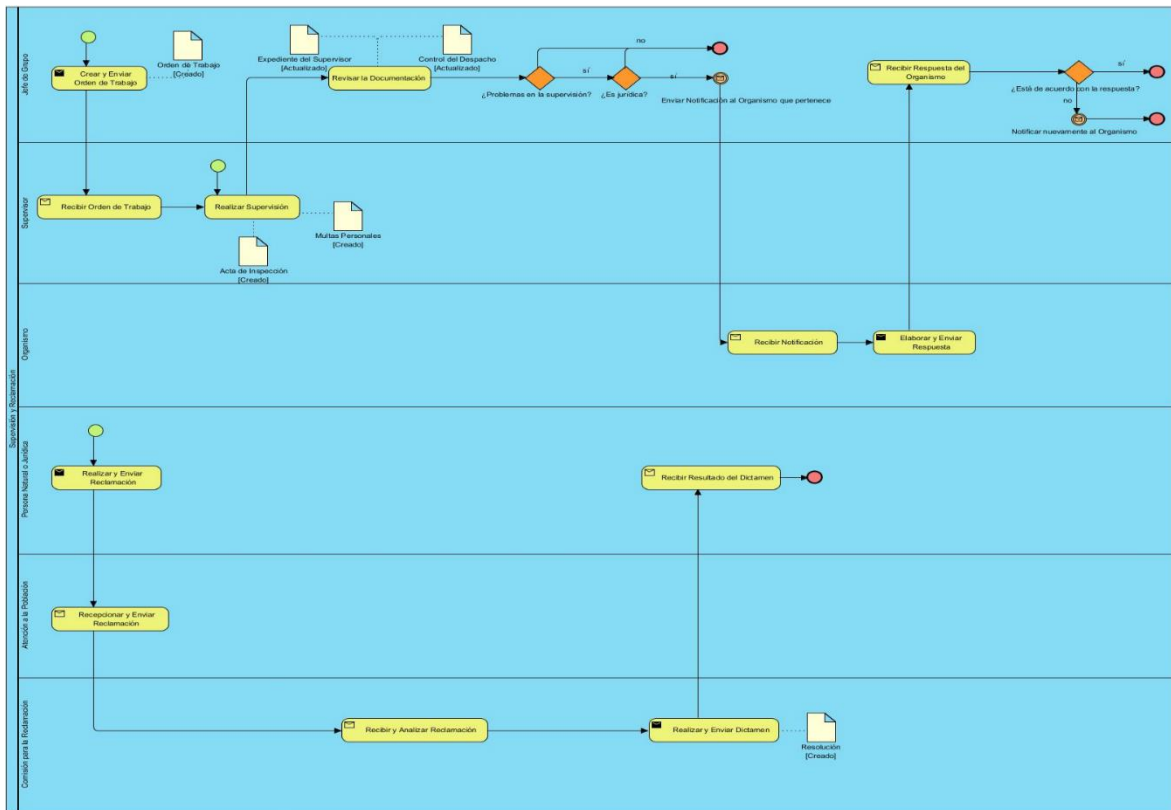 Supervisión y Reclamación
Jefe de Grupo
Crear y Enviar
Orden de Trabajo
Orden de Trabajo
[Creado]
Expediente del Supervisor
[Actualizado]
Control del Despacho
[Actualizado]
Revisar la Documentación
¿Problemas en la supervisión?
no
sí
¿Es jurídica?
sí
Enviar Notificación al Organismo que pertenece
Recibir Respuesta del
Organismo
¿Está de acuerdo con la respuesta?
sí
no
Notificar nuevamente al Organismo
Supervisor
Recibir Orden de Trabajo
Realizar Supervisión
Multas Personales
[Creado]
Acta de Inspección
[Creado]
Organismo
Recibir Notificación
Elaborar y Enviar
Respuesta
Persona Natural o Jurídica
Realizar y Enviar
Reclamación
Recibir Resultado del Dictamen
Atención a la Población
Recepcionar y Enviar
Reclamación
Comisión para la Reclamación
Recibir y Analizar Reclamación
Realizar y Enviar Dictamen
Resolución
[Creado]